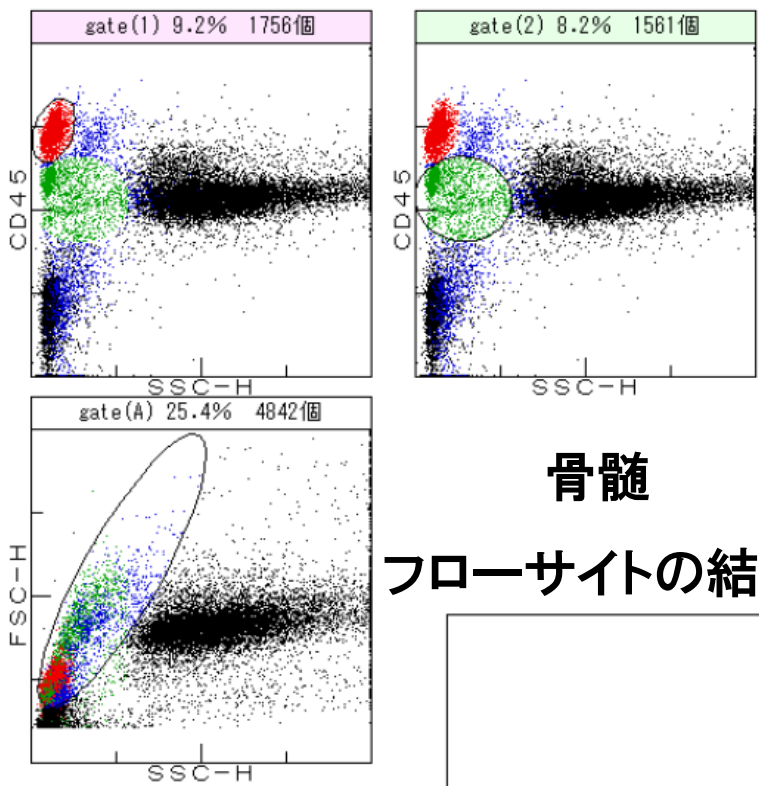 gate(1) 9.2% 1756個
gate(2) 8.2% 1561個
CD45
SSC-H
CD45
SSC-H
gate(A) 25.4% 4842個
FSC-H
SSC-H
骨髄
フローサイトの結